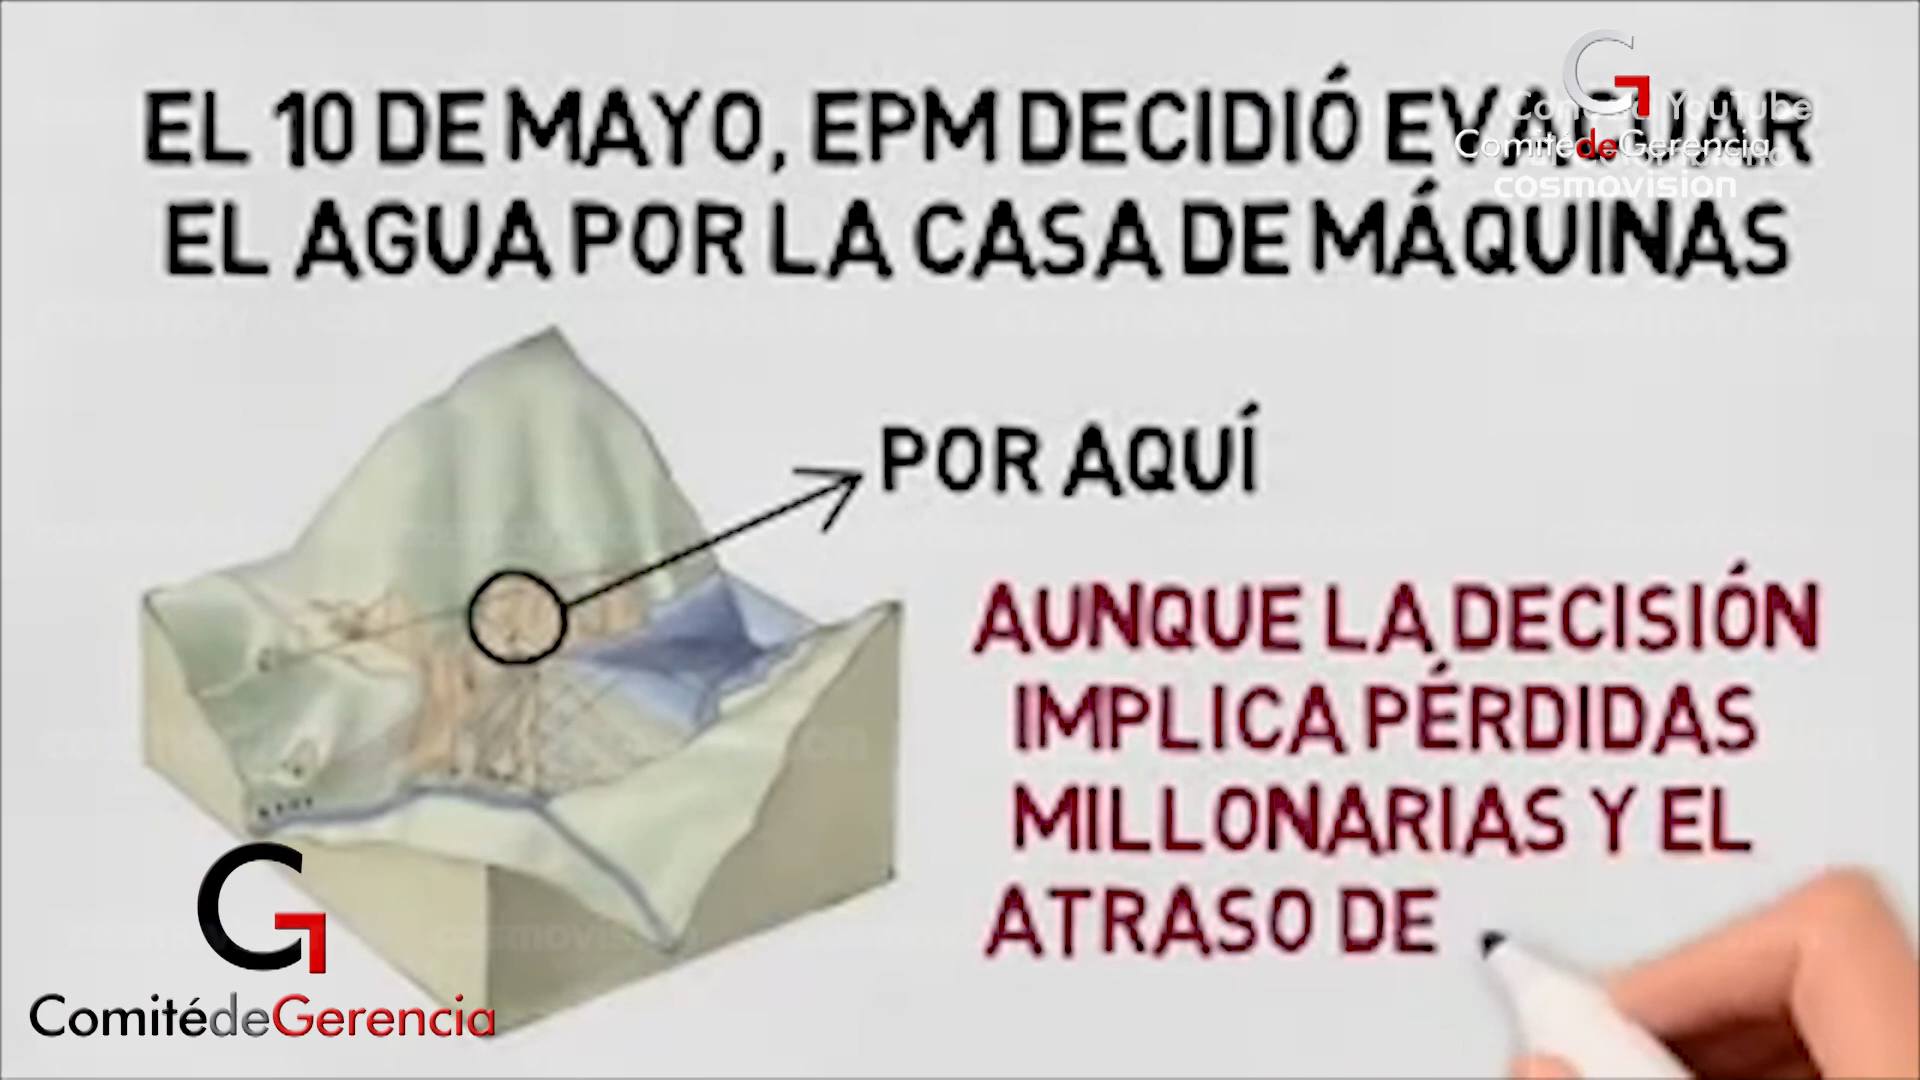 EL 10 DE MAYO, EPM DECIDIÓ EVACUAR
EL AGUA POR LA CASA DE MÁQUINAS
YouTube
ComitédeGerencia
cosmovision
POR AQUÍ
AUNQUE LA DECISIÓN
IMPLICA PÉRDIDAS
MILLONARIAS Y EL
ATRASO DE
ComitédeGerencia